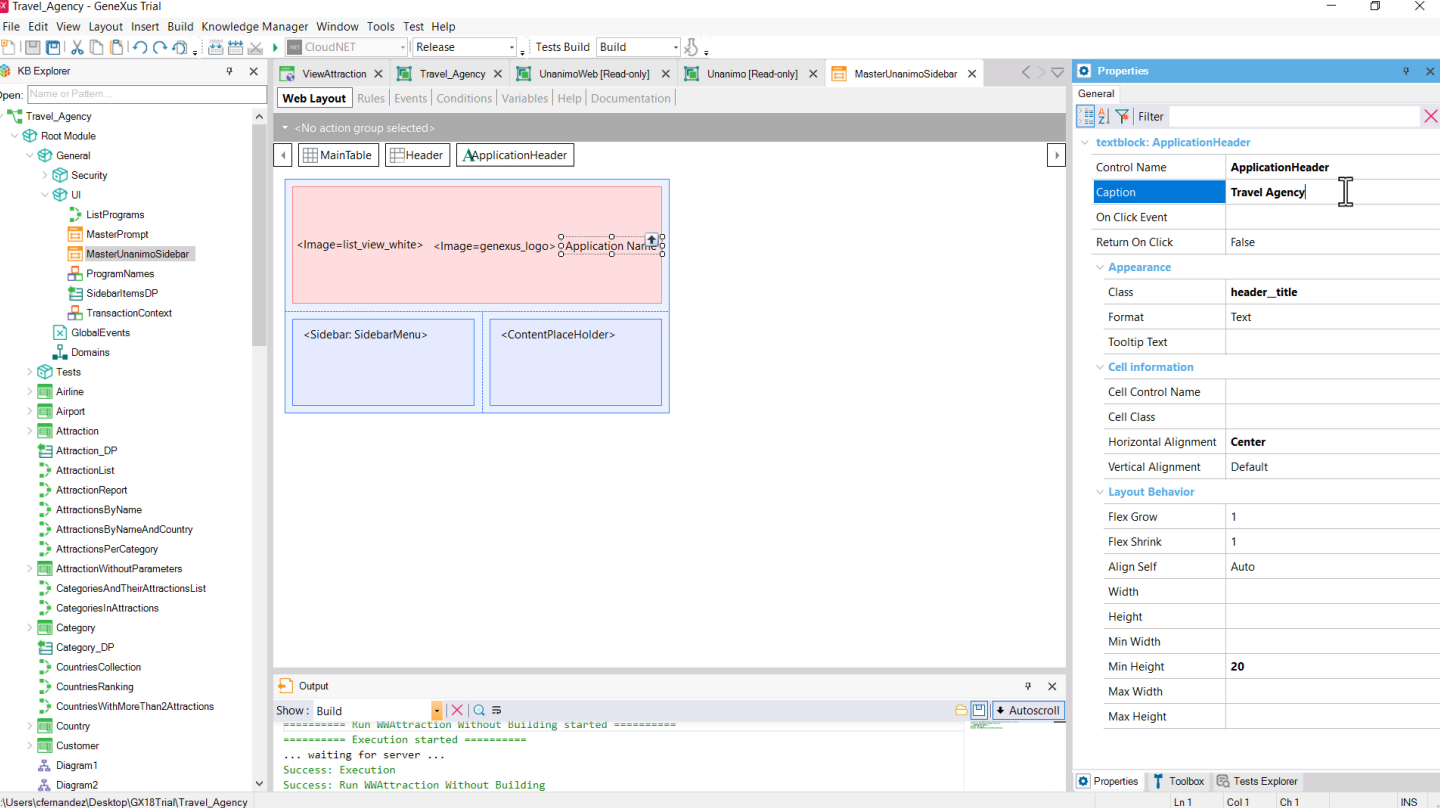 Travel_Agency - GeneXus Trial
File Edit View Layout Insert Build Knowledge Manager Window Tools Test Help
.NET CloudNET Release Tests Build Build
KB Explorer
Open: Name or Pattern ...
Travel_Agency
Root Module
General
Security
UI
ListPrograms
MasterPrompt
MasterUnanimoSidebar
ProgramNames
SidebarItemsDP
TransactionContext
GlobalEvents
Domains
Tests
Airline
Airport
Attraction
Attraction_DP
AttractionList
AttractionReport
AttractionsByName
AttractionsByNameAndCountry
AttractionsPerCategory
AttractionWithoutParameters
CategoriesAndTheirAttractionsList
CategoriesInAttractions
Category
Category_DP
CountriesCollection
CountriesRanking
CountriesWithMoreThan2Attractions
Country
Customer
Diagram1
Diagram2
ViewAttraction Travel_Agency UnanimoWeb [Read-only] Unanimo [Read-only] MasterUnanimoSidebar
Web Layout Rules Events Conditions Variables Help Documentation
<No action group selected>
MainTable Header ApplicationHeader
<Image=list_view_white> <Image=genexus_logo> Application Name
<Sidebar: SidebarMenu> <ContentPlaceHolder>
Output
Show: Build Autoscroll
========== Run WWAttraction Without Building started ==========
========== Execution started ==========
... waiting for server ...
Success: Execution
Success: Run WWAttraction Without Building
Properties
General
Filter
textblock: ApplicationHeader
Control Name ApplicationHeader
Caption Travel Agency
On Click Event
Return On Click False
Appearance
Class header__title
Format Text
Tooltip Text
Cell information
Cell Control Name
Cell Class
Horizontal Alignment Center
Vertical Alignment Default
Layout Behavior
Flex Grow 1
Flex Shrink 1
Align Self Auto
Width
Height
Min Width
Min Height 20
Max Width
Max Height
Properties Toolbox Tests Explorer
:\Users\cfernandez\Desktop\GX18Trial\Travel_Agency Ln 1 Col 1 Ch 1 INS